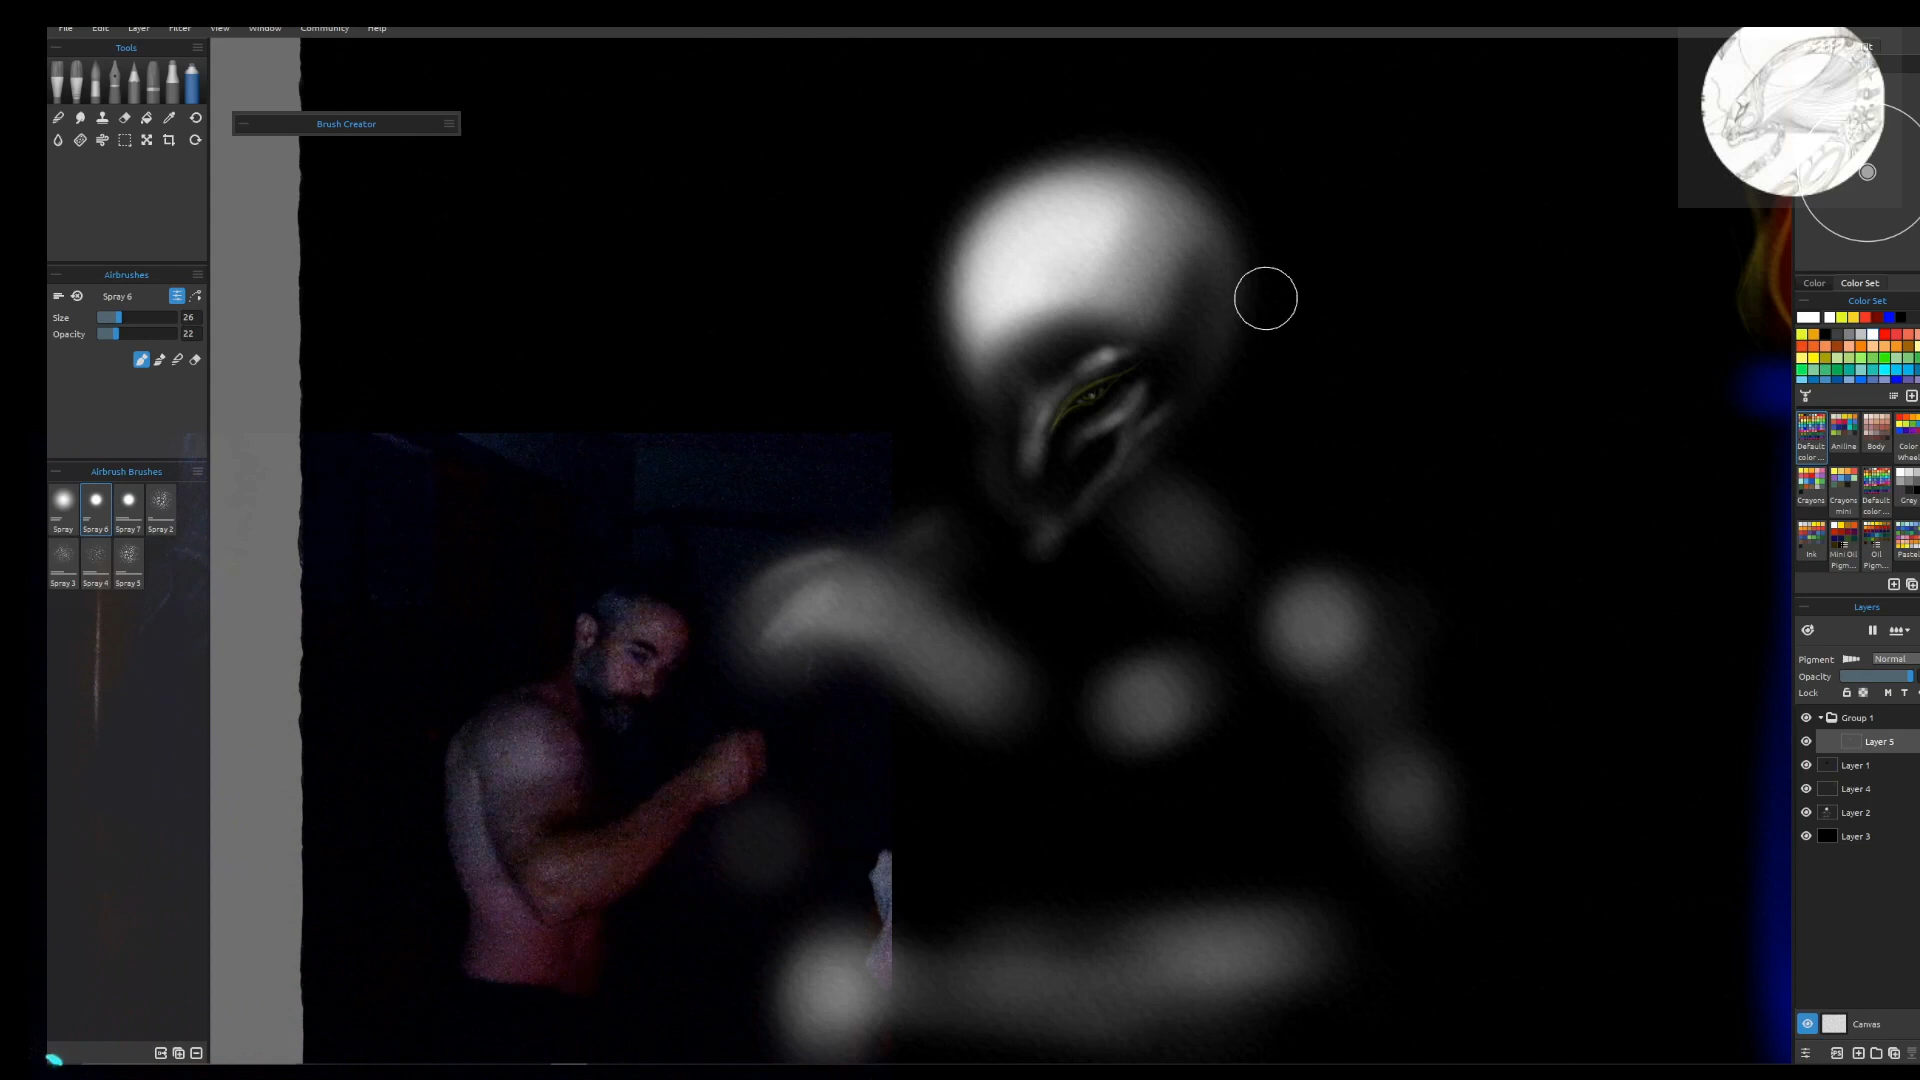 File Edit Layer Filter View Window Community Help
Tools
Brush Creator
Airbrushes
Spray 6
Size 26
Opacity 22
Airbrush Brushes
Spray Spray 6 Spray 7 Spray 2
Spray 3 Spray 4 Spray 5
Color Color Set
Color Set
Default color ... Aniline Body Color Wheel
Crayons Crayons mini Default color ... Grey
Ink Mini Oil Pigm... Oil Pigm... Pastel
Layers
Pigment Normal
Opacity
Lock M T
Group 1
Layer 5
Layer 1
Layer 4
Layer 2
Layer 3
Canvas
PS